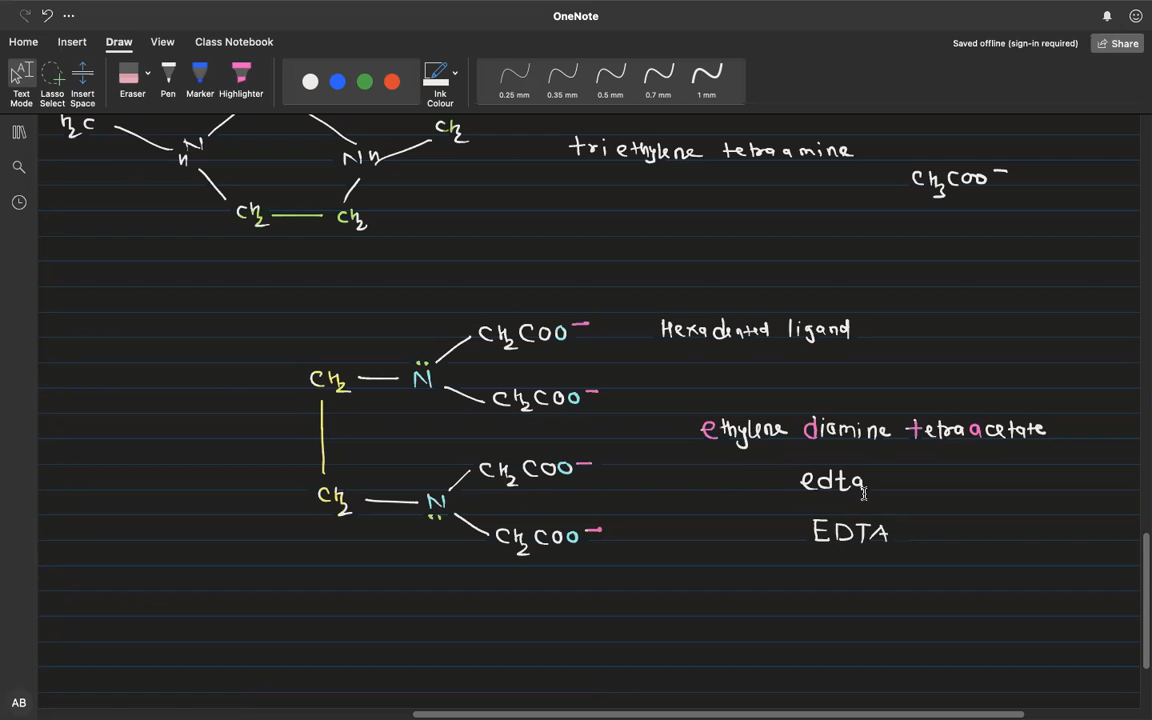 OneNote
Home Insert Draw View Class Notebook
Saved offline (sign-in required) Share
Text Mode Lasso Select Insert Space Eraser Pen Marker Highlighter Ink Colour 0.25 mm 0.35 mm 0.5 mm 0.7 mm 1 mm
H2C N H N H CH2
triethylene tetraamine
CH3COO−
CH2 CH2
CH2COO− Hexadented ligand
CH2 N
CH2COO−
ethylene diamine tetraacetate
CH2COO−
edta
CH2 N
CH2COO−
EDTA
AB